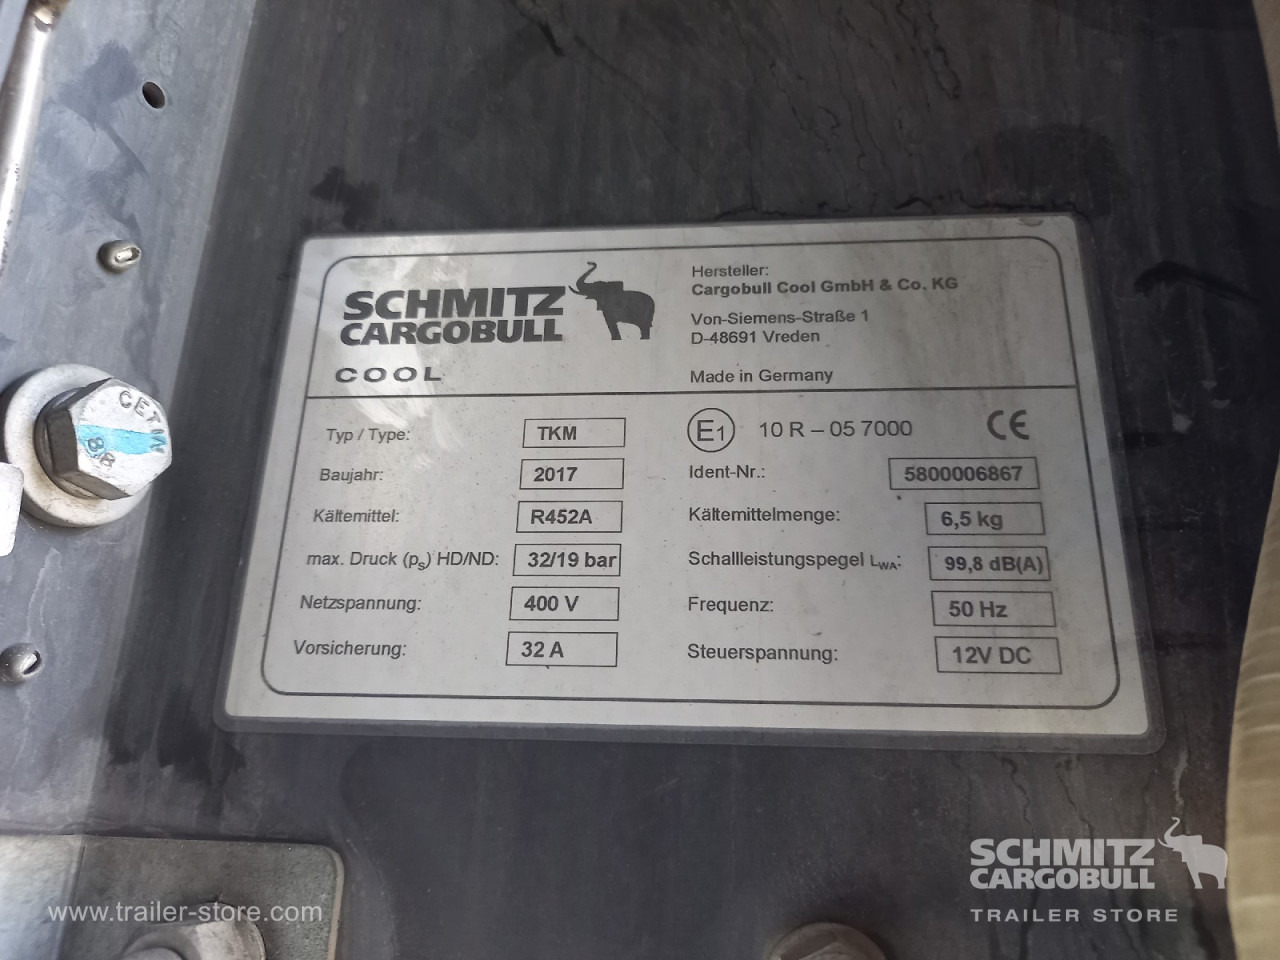 SCHMITZ
CARGOBULL
COOL
Hersteller:
Cargobull Cool GmbH & Co. KG
Von-Siemens-Straße 1
D-48691 Vreden
Made in Germany
Typ / Type: TKM
E1 10 R – 05 7000 CE
Baujahr: 2017
Ident-Nr.: 5800006867
Kältemittel: R452A
Kältemittelmenge: 6,5 kg
max. Druck (ps) HD/ND: 32/19 bar
Schallleistungspegel LWA: 99,8 dB(A)
Netzspannung: 400 V
Frequenz: 50 Hz
Vorsicherung: 32 A
Steuerspannung: 12V DC
8.8
SCHMITZ
CARGOBULL
TRAILER STORE
www.trailer-store.com